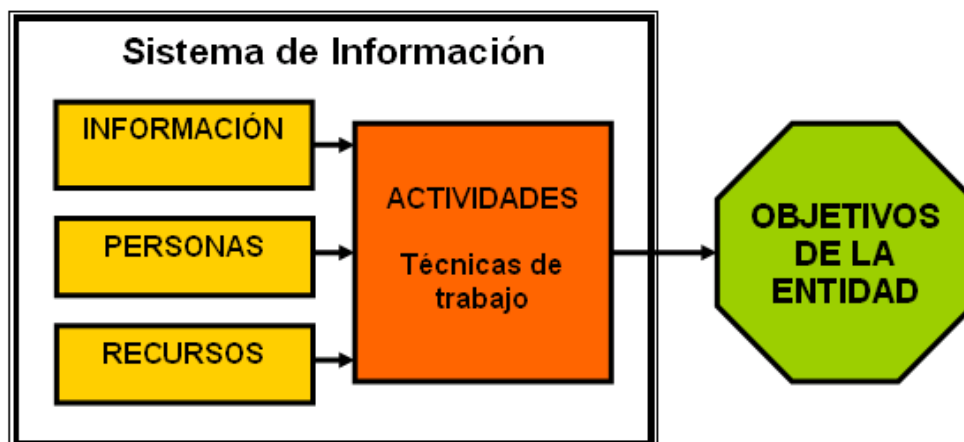 Sistema de Información
INFORMACIÓN
PERSONAS
RECURSOS
ACTIVIDADES
Técnicas de
trabajo
OBJETIVOS
DE LA
ENTIDAD